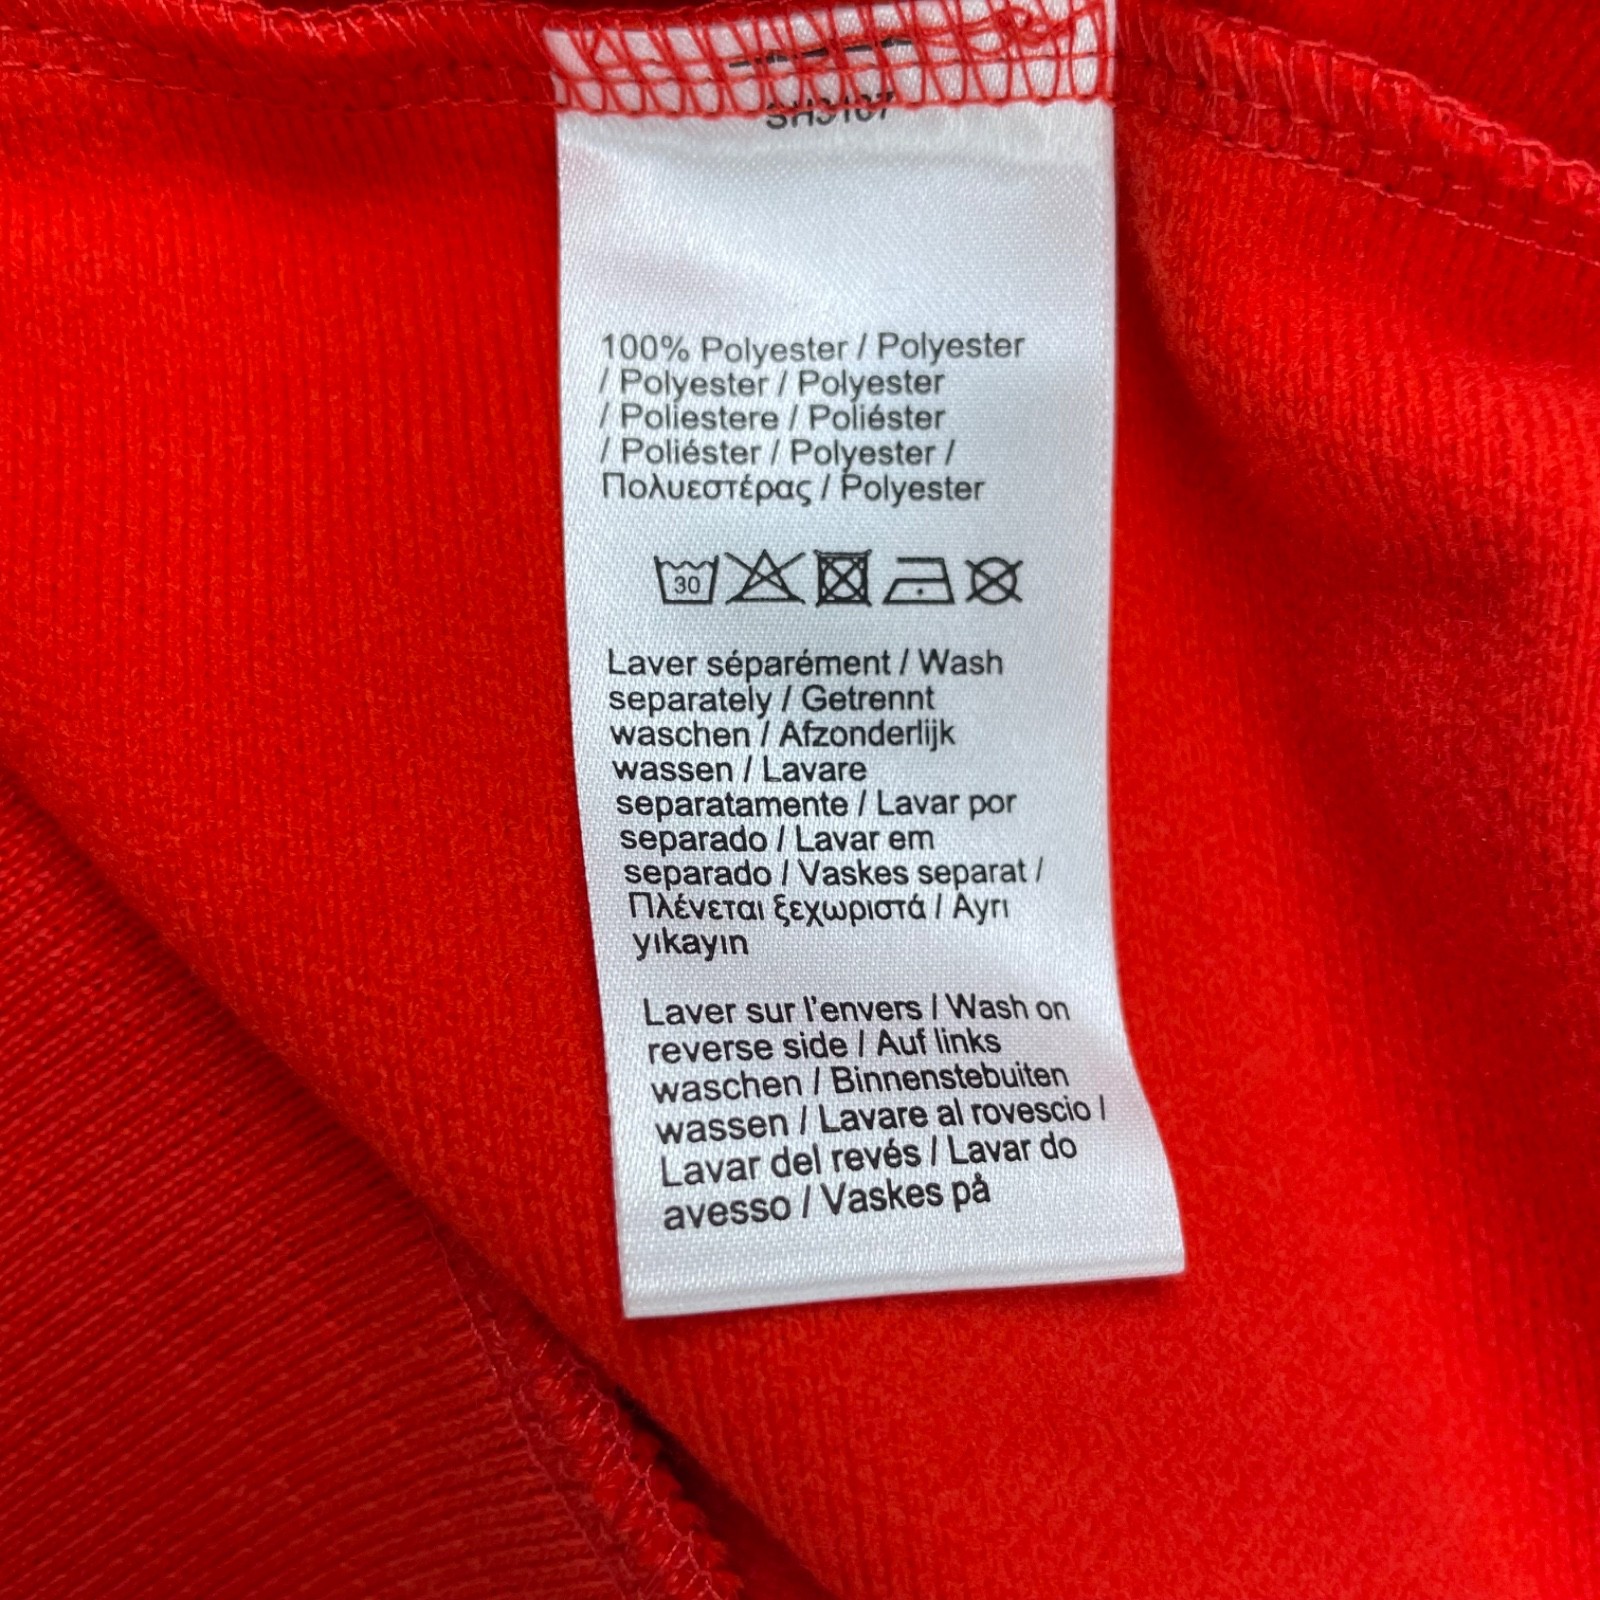 100% Polyester / Polyester
/ Polyester / Polyester
/ Poliestere / Poliéster
/ Poliéster / Polyester /
Πολυεστέρας / Polyester
30
Laver séparément / Wash
separately / Getrennt
waschen / Afzonderlijk
wassen / Lavare
separatamente / Lavar por
separado / Lavar em
separado / Vaskes separat /
Πλένεται ξεχωριστά / Ayrı
yıkayın
Laver sur l'envers / Wash on
reverse side / Auf links
waschen / Binnenstebuiten
wassen / Lavare al rovescio /
Lavar del revés / Lavar do
avesso / Vaskes på